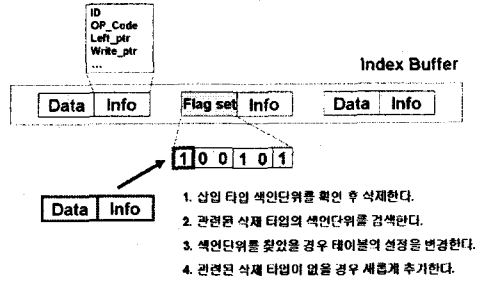 ID
OP_Code
Left_ptr
Write_ptr
...
Index Buffer
Data Info Flag set Info Data Info
1 0 0 1 0 1
Data Info
1. 삽입 타입 색인단위를 확인 후 삭제한다.
2. 관련된 삭제 타입의 색인단위를 검색한다.
3. 색인단위를 찾았을 경우 테이블의 설정을 변경한다.
4. 관련된 삭제 타입이 없을 경우 새롭게 추가한다.